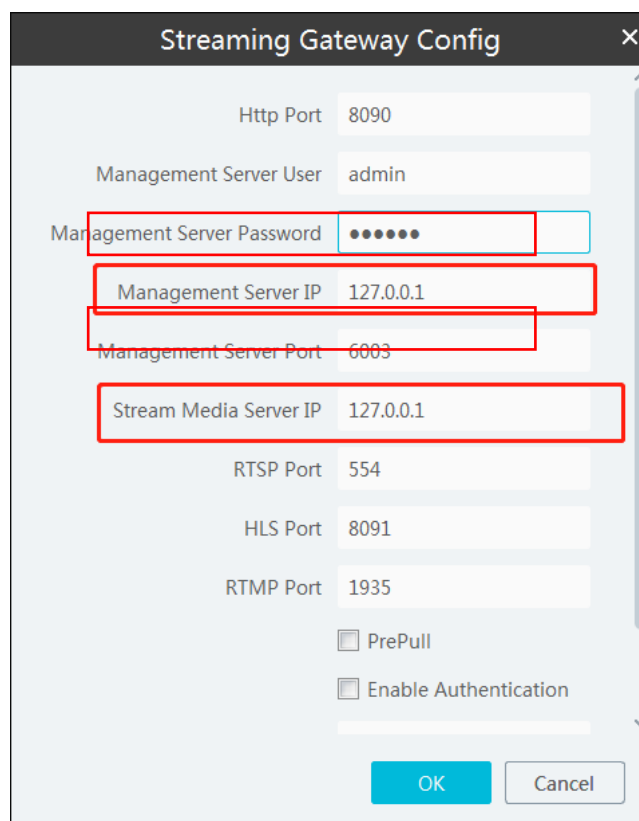 Streaming Gateway Config ×
Http Port 8090
Management Server User admin
Management Server Password ●●●●●●
Management Server IP 127.0.0.1
Management Server Port 6003
Stream Media Server IP 127.0.0.1
RTSP Port 554
HLS Port 8091
RTMP Port 1935
PrePull
Enable Authentication
OK Cancel